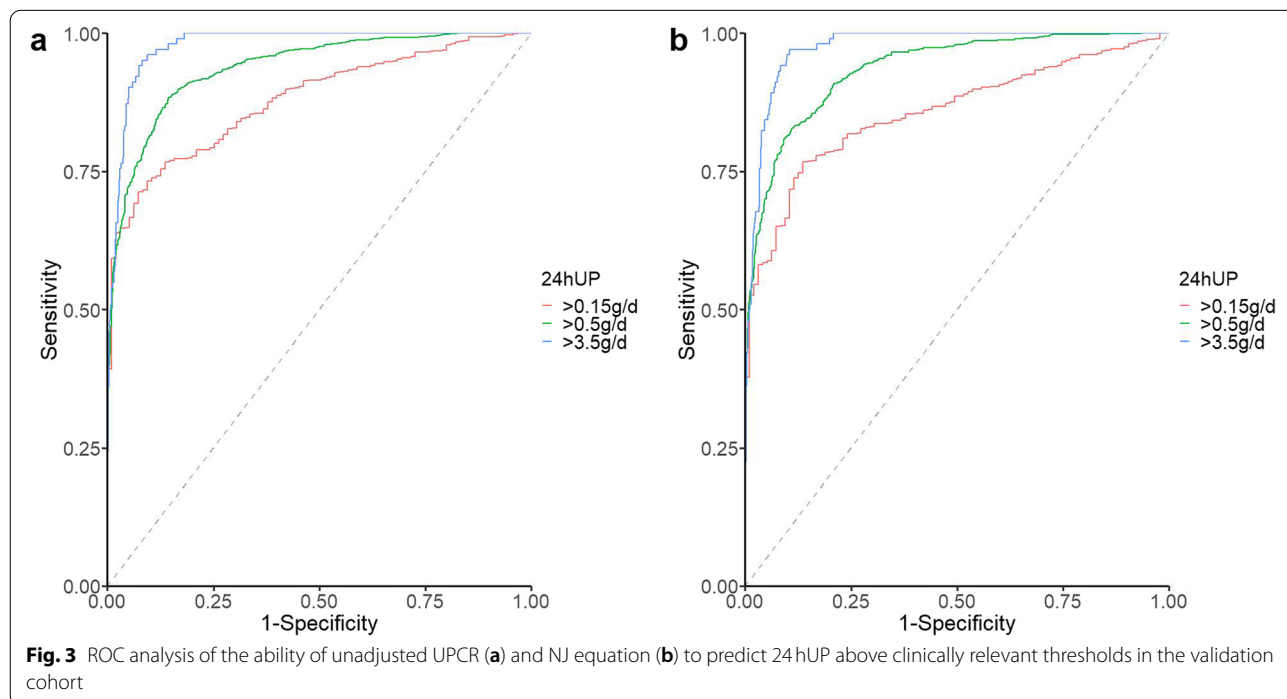 a
1.00
0.75
0.50
0.25
0.00
Sensitivity
0.00 0.25 0.50 0.75 1.00
1-Specificity
24hUP
>0.15g/d
>0.5g/d
>3.5g/d
b
1.00
0.75
0.50
0.25
0.00
Sensitivity
0.00 0.25 0.50 0.75 1.00
1-Specificity
24hUP
>0.15g/d
>0.5g/d
>3.5g/d
Fig. 3 ROC analysis of the ability of unadjusted UPCR (a) and NJ equation (b) to predict 24 hUP above clinically relevant thresholds in the validation
cohort